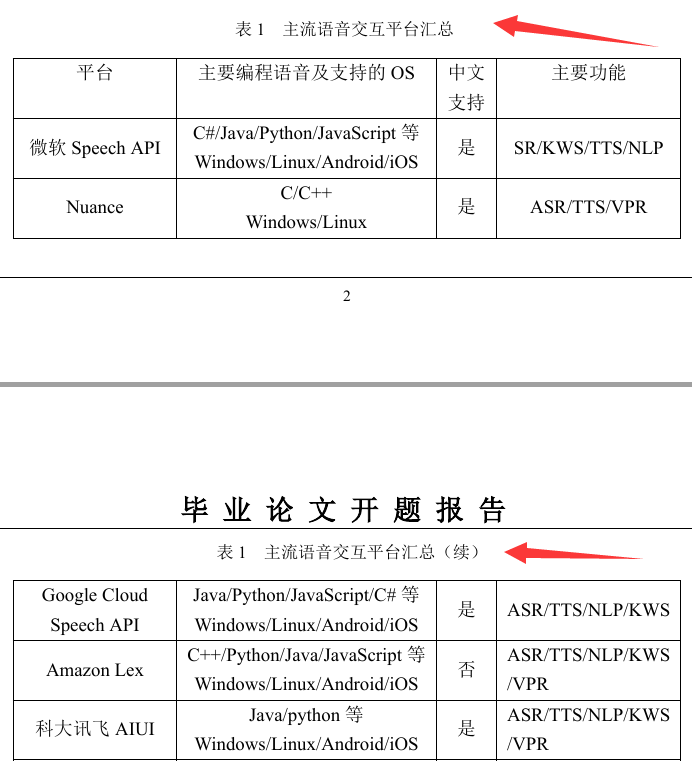 表 1 主流语音交互平台汇总
平台 主要编程语音及支持的 OS 中文支持 主要功能
微软 Speech API C#/Java/Python/JavaScript 等 Windows/Linux/Android/iOS 是 SR/KWS/TTS/NLP
Nuance C/C++ Windows/Linux 是 ASR/TTS/VPR
2
毕业论文开题报告
表 1 主流语音交互平台汇总（续）
Google Cloud Speech API Java/Python/JavaScript/C# 等 Windows/Linux/Android/iOS 是 ASR/TTS/NLP/KWS
Amazon Lex C++/Python/Java/JavaScript 等 Windows/Linux/Android/iOS 否 ASR/TTS/NLP/KWS/VPR
科大讯飞 AIUI Java/python 等 Windows/Linux/Android/iOS 是 ASR/TTS/NLP/KWS/VPR